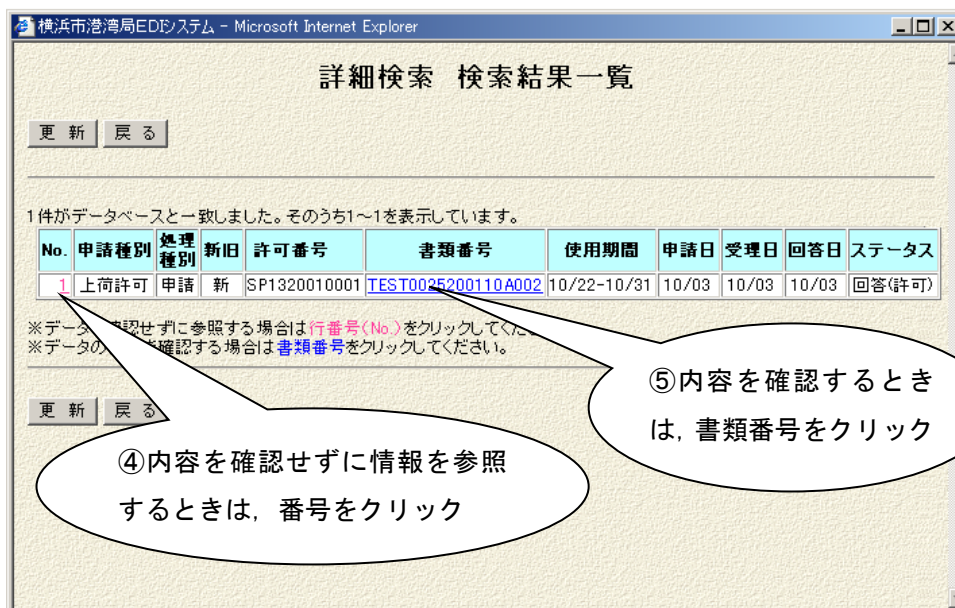 横浜市港湾局EDIシステム - Microsoft Internet Explorer
詳細検索 検索結果一覧
更 新 戻 る
1件がデータベースと一致しました。そのうち1～1を表示しています。
No. 申請種別 処理種別 新旧 許可番号 書類番号 使用期間 申請日 受理日 回答日 ステータス
1 上荷許可 申請 新 SP1320010001 TEST0025200110A002 10/22-10/31 10/03 10/03 10/03 回答(許可)
※データ 確認せずに参照する場合は行番号(No.)をクリックしてくだ
※データの 確認する場合は書類番号をクリックしてください。
更 新 戻 る
⑤内容を確認するとき
は，書類番号をクリック
④内容を確認せずに情報を参照
するときは，番号をクリック